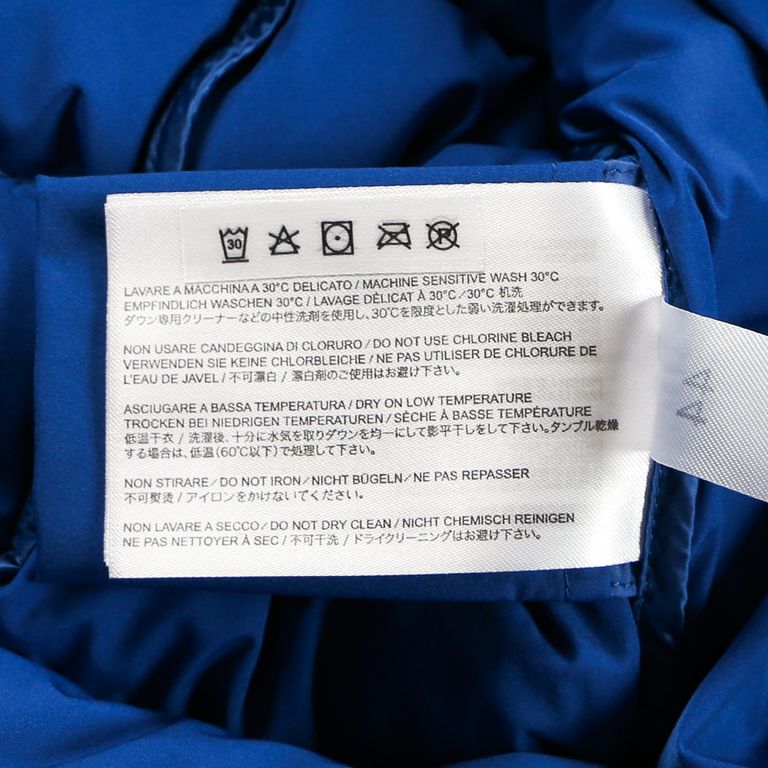 30
P
LAVARE A MACCHINA A 30°C DELICATO / MACHINE SENSITIVE WASH 30°C
EMPFINDLICH WASCHEN 30°C / LAVAGE DÈLICAT À 30°C／30°C 机洗
ダウン専用クリーナーなどの中性洗剤を使用し、30℃を限度とした弱い洗濯処理ができます。
NON USARE CANDEGGINA DI CLORURO / DO NOT USE CHLORINE BLEACH
VERWENDEN SIE KEINE CHLORBLEICHE / NE PAS UTILISER DE CHLORURE DE
L'EAU DE JAVEL / 不可漂白 / 漂白剤のご使用はお避け下さい。
ASCIUGARE A BASSA TEMPERATURA / DRY ON LOW TEMPERATURE
TROCKEN BEI NIEDRIGEN TEMPERATUREN / SÈCHE À BASSE TEMPÉRATURE
低温干衣 / 洗濯後、十分に水気を取りダウンを均一にして影平干しをして下さい。タンブル乾燥
する場合は、低温(60℃以下)で処理して下さい。
NON STIRARE／DO NOT IRON／NICHT BÜGELN／NE PAS REPASSER
不可熨烫 / アイロンをかけないでください。
NON LAVARE A SECCO／DO NOT DRY CLEAN / NICHT CHEMISCH REINIGEN
NE PAS NETTOYER À SEC / 不可干洗 / ドライクリーニングはお避け下さい。
44